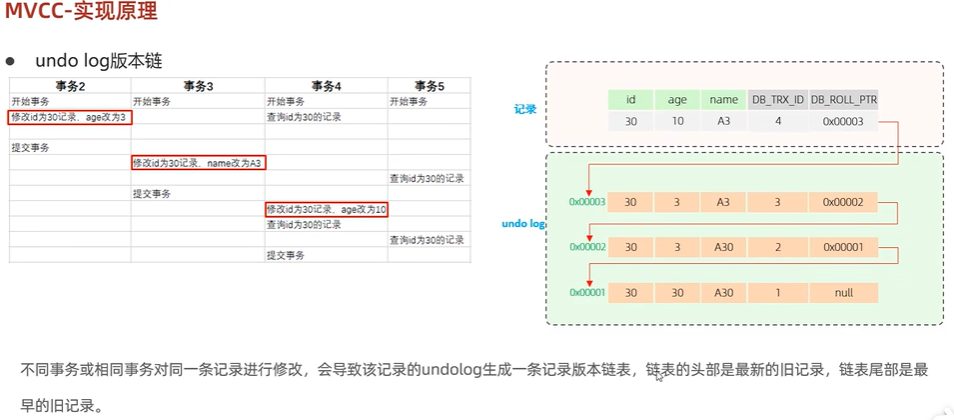 MVCC-实现原理
● undo log版本链
事务2 事务3 事务4 事务5
开始事务 开始事务 开始事务 开始事务
修改id为30记录，age改为3 查询id为30的记录
提交事务
修改id为30记录，name改为A3
查询id为30的记录
提交事务
修改id为30记录，age改为10
查询id为30的记录
查询id为30的记录
提交事务
记录
id age name DB_TRX_ID DB_ROLL_PTR
30 10 A3 4 0x00003
undo log
0x00003 30 3 A3 3 0x00002
0x00002 30 3 A30 2 0x00001
0x00001 30 30 A30 1 null
不同事务或相同事务对同一条记录进行修改，会导致该记录的undolog生成一条记录版本链表，链表的头部是最新的旧记录，链表尾部是最
早的旧记录。